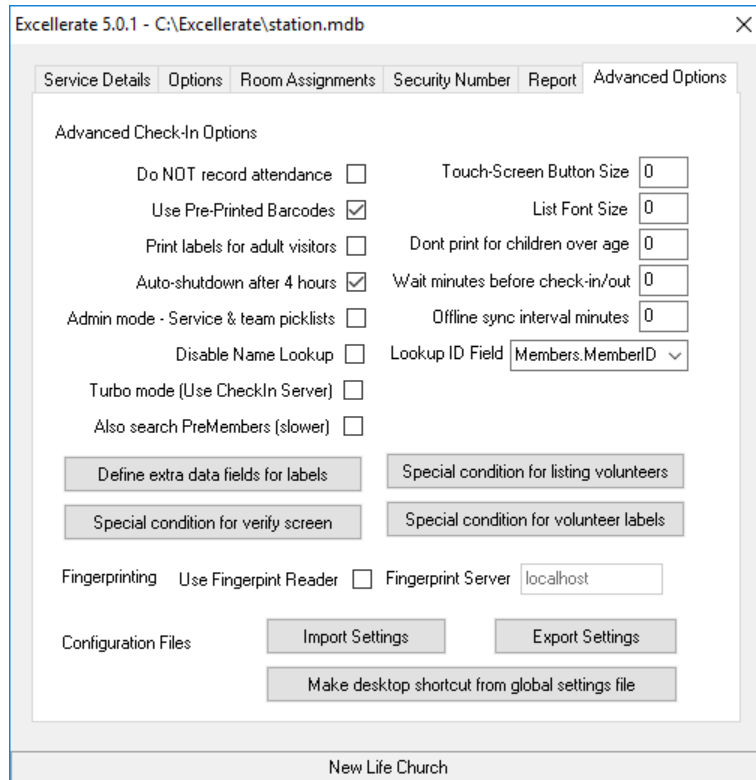 Excellerate 5.0.1 - C:\Excellerate\station.mdb
Service Details Options Room Assignments Security Number Report Advanced Options
Advanced Check-In Options
Do NOT record attendance Touch-Screen Button Size 0
Use Pre-Printed Barcodes List Font Size 0
Print labels for adult visitors Dont print for children over age 0
Auto-shutdown after 4 hours Wait minutes before check-in/out 0
Admin mode - Service & team picklists Offline sync interval minutes 0
Disable Name Lookup Lookup ID Field Members.MemberID
Turbo mode (Use CheckIn Server)
Also search PreMembers (slower)
Define extra data fields for labels Special condition for listing volunteers
Special condition for verify screen Special condition for volunteer labels
Fingerprinting Use Fingerpint Reader Fingerprint Server localhost
Configuration Files Import Settings Export Settings
Make desktop shortcut from global settings file
New Life Church